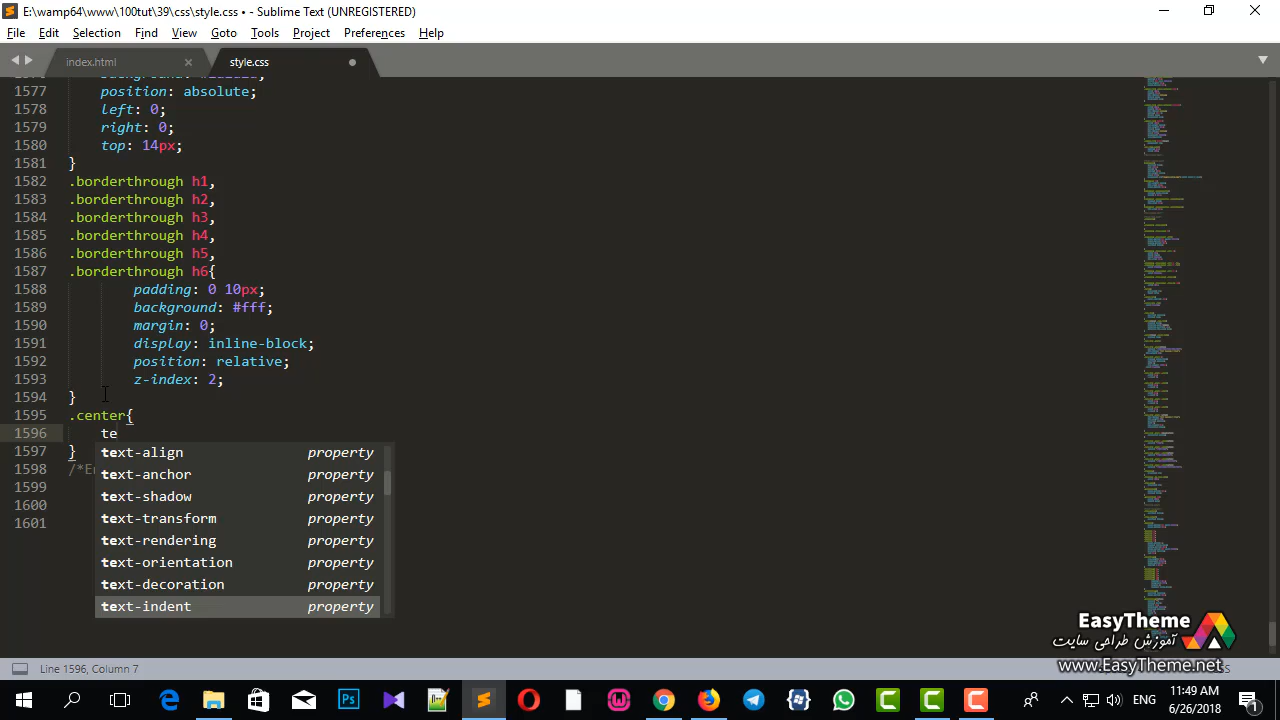 E:\wamp64\www\100tut\39\css\style.css • - Sublime Text (UNREGISTERED)
File Edit Selection Find View Goto Tools Project Preferences Help
index.html style.css
1577 position: absolute;
1578 left: 0;
1579 right: 0;
1580 top: 14px;
1581 }
1582 .borderthrough h1,
1583 .borderthrough h2,
1584 .borderthrough h3,
1585 .borderthrough h4,
1586 .borderthrough h5,
1587 .borderthrough h6{
1588 padding: 0 10px;
1589 background: #fff;
1590 margin: 0;
1591 display: inline-block;
1592 position: relative;
1593 z-index: 2;
1594 }
1595 .center{
1596 te
1597 }
1598 /*En
1599
1600
1601
text-align property
text-anchor property
text-shadow property
text-transform property
text-rendering property
text-orientation property
text-decoration property
text-indent property
EasyTheme
آموزش طراحی سایت
www.EasyTheme.net
Line 1596, Column 7
ENG
11:49 AM
6/26/2018